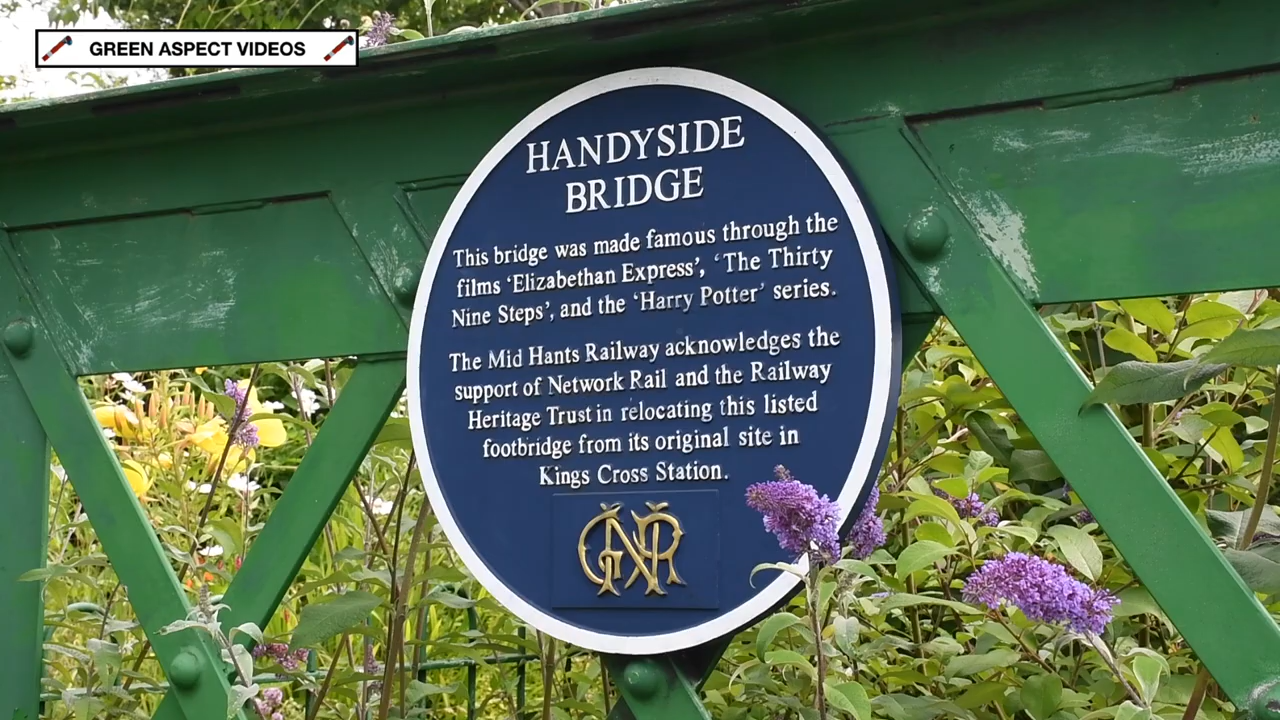 GREEN ASPECT VIDEOS
HANDYSIDE
BRIDGE
This bridge was made famous through the
films ‘Elizabethan Express’, ‘The Thirty
Nine Steps’, and the ‘Harry Potter’ series.
The Mid Hants Railway acknowledges the
support of Network Rail and the Railway
Heritage Trust in relocating this listed
footbridge from its original site in
Kings Cross Station.
GNR